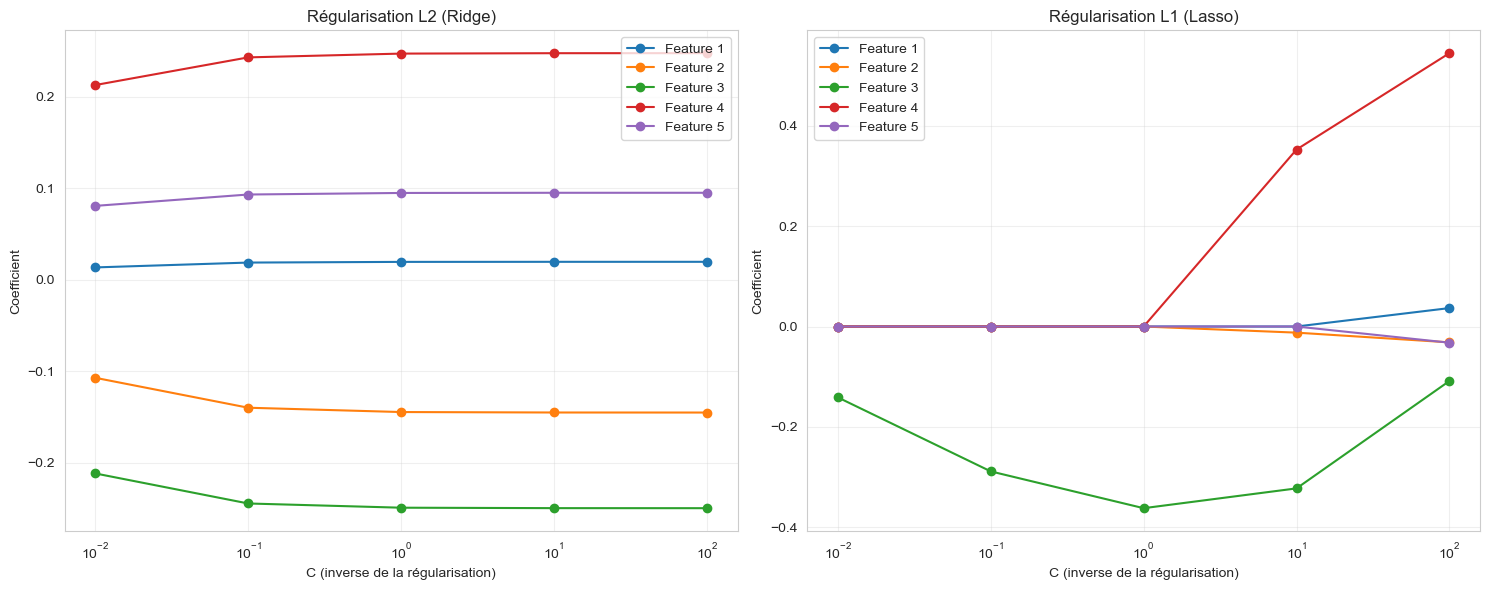 Régularisation L2 (Ridge)
Feature 1
Feature 2
Feature 3
Feature 4
Feature 5
Coefficient
0.2
0.1
0.0
−0.1
−0.2
10⁻² 10⁻¹ 10⁰ 10¹ 10²
C (inverse de la régularisation)
Régularisation L1 (Lasso)
Feature 1
Feature 2
Feature 3
Feature 4
Feature 5
Coefficient
0.4
0.2
0.0
−0.2
−0.4
10⁻² 10⁻¹ 10⁰ 10¹ 10²
C (inverse de la régularisation)